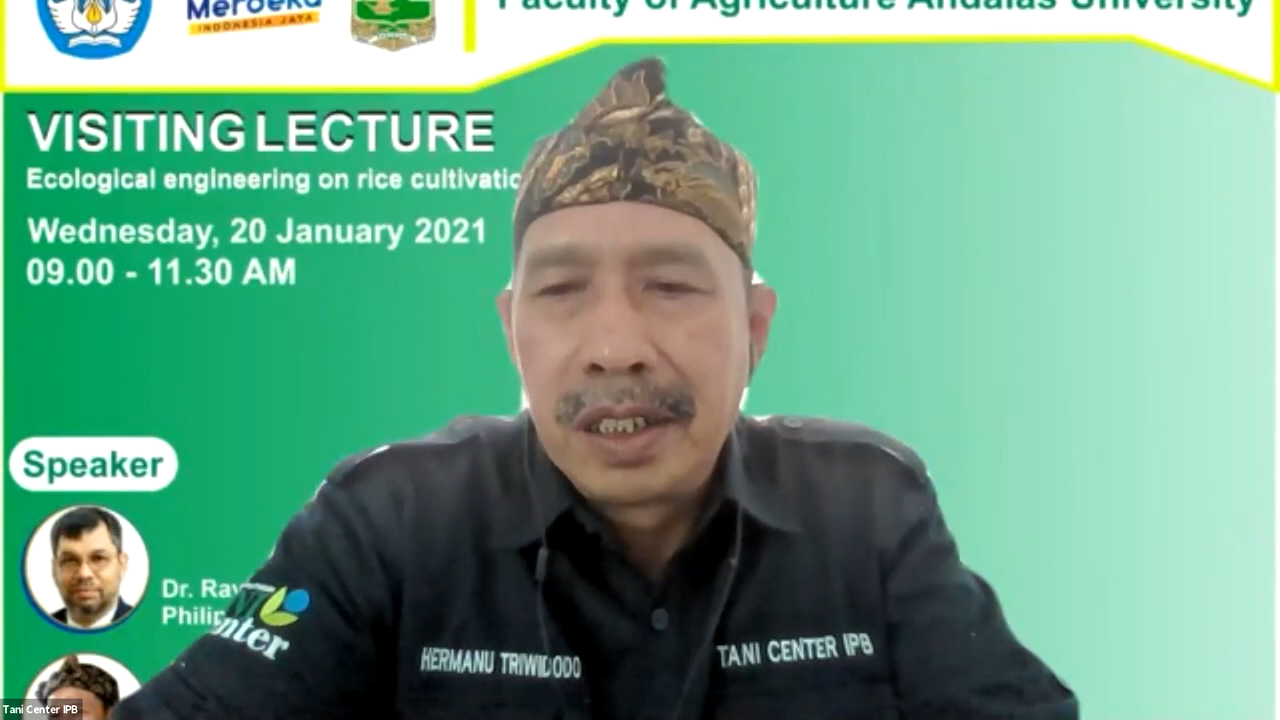 Merdeka
INDONESIA JAYA
Faculty of Agriculture Andalas University
VISITING LECTURE
Ecological engineering on rice
Wednesday, 20 January 2021
09.00 - 11.30 AM
Speaker
Dr.
HERMANU TRIWIDODO
TANI CENTER IPB
Tani Center IPB